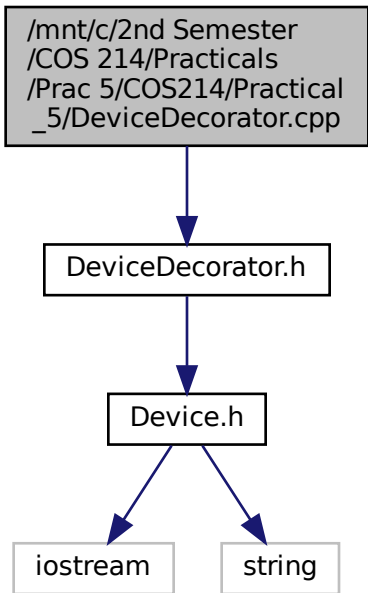 /mnt/c/2nd Semester
/COS 214/Practicals
/Prac 5/COS214/Practical
_5/DeviceDecorator.cpp
DeviceDecorator.h
Device.h
iostream
string